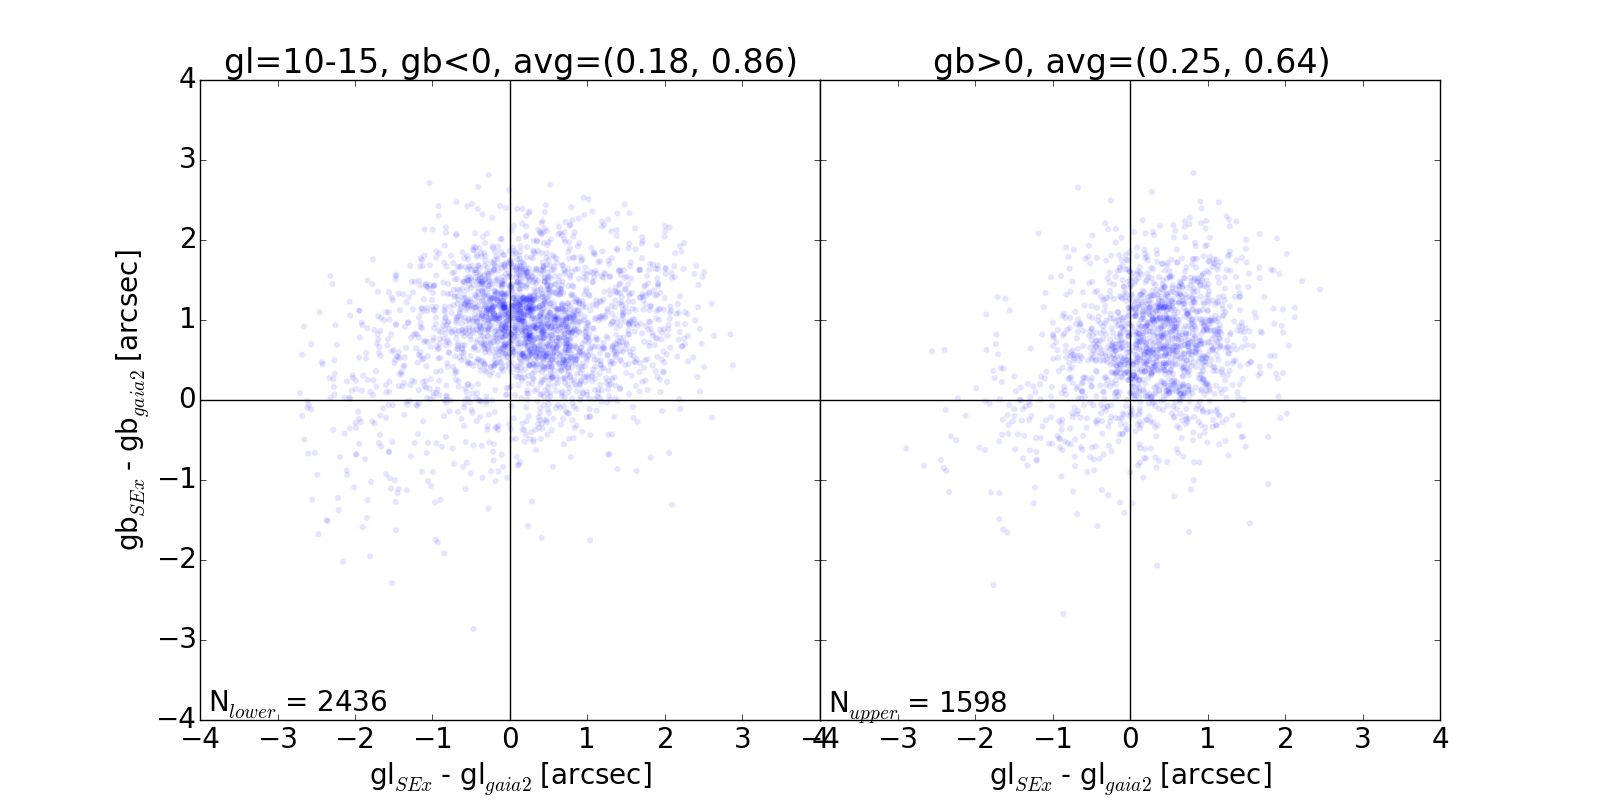 gl=10-15, gb<0, avg=(0.18, 0.86)
gb>0, avg=(0.25, 0.64)
gb_SEx - gb_gaia2 [arcsec]
4
3
2
1
0
−1
−2
−3
−4
N_lower = 2436
N_upper = 1598
−4 −3 −2 −1 0 1 2 3 4
−4 −3 −2 −1 0 1 2 3 4
gl_SEx - gl_gaia2 [arcsec]
gl_SEx - gl_gaia2 [arcsec]